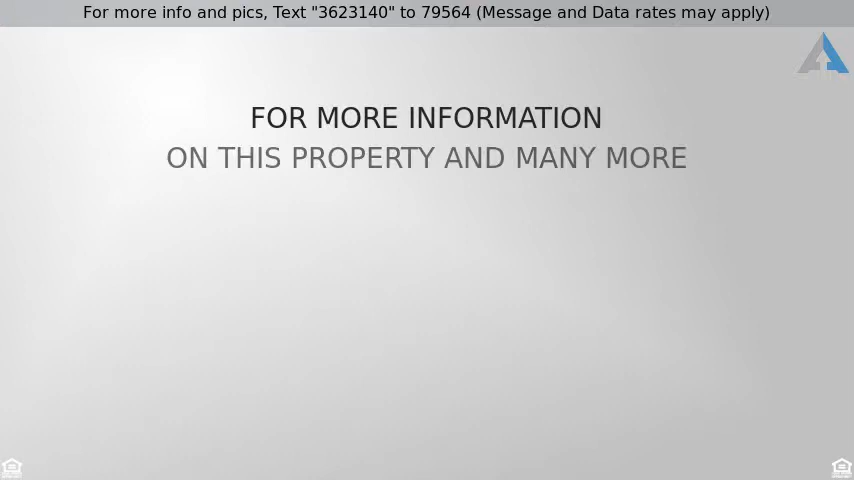 For more info and pics, Text "3623140" to 79564 (Message and Data rates may apply)
FOR MORE INFORMATION
ON THIS PROPERTY AND MANY MORE